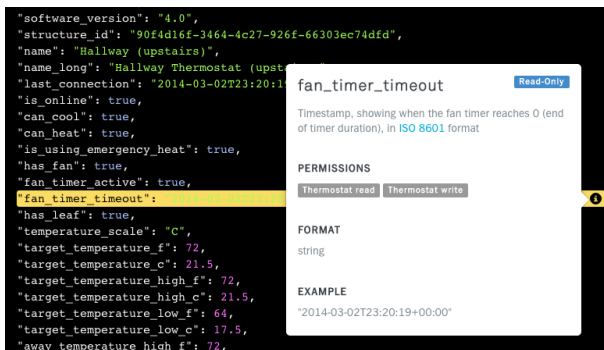 "software_version": "4.0",
"structure_id": "90f4d16f-3464-4c27-926f-66303ec74dfd",
"name": "Hallway (upstairs)",
"name_long": "Hallway Thermostat (upst
"last_connection": "2014-03-02T23:20:19
"is_online": true,
"can_cool": true,
"can_heat": true,
"is_using_emergency_heat": true,
"has_fan": true,
"fan_timer_active": true,
"fan_timer_timeout":
"has_leaf": true,
"temperature_scale": "C",
"target_temperature_f": 72,
"target_temperature_c": 21.5,
"target_temperature_high_f": 72,
"target_temperature_high_c": 21.5,
"target_temperature_low_f": 64,
"target_temperature_low_c": 17.5,
"away_temperature_high_f": 72,
fan_timer_timeout
Read-Only
Timestamp, showing when the fan timer reaches 0 (end
of timer duration), in ISO 8601 format
PERMISSIONS
Thermostat read Thermostat write
FORMAT
string
EXAMPLE
"2014-03-02T23:20:19+00:00"